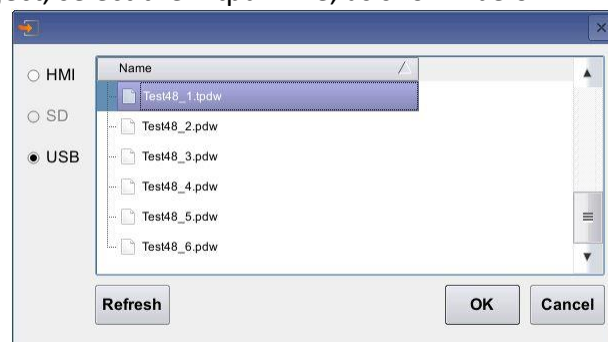 HMI
SD
USB
Name
Test48_1.tpdw
Test48_2.pdw
Test48_3.pdw
Test48_4.pdw
Test48_5.pdw
Test48_6.pdw
Refresh
OK
Cancel